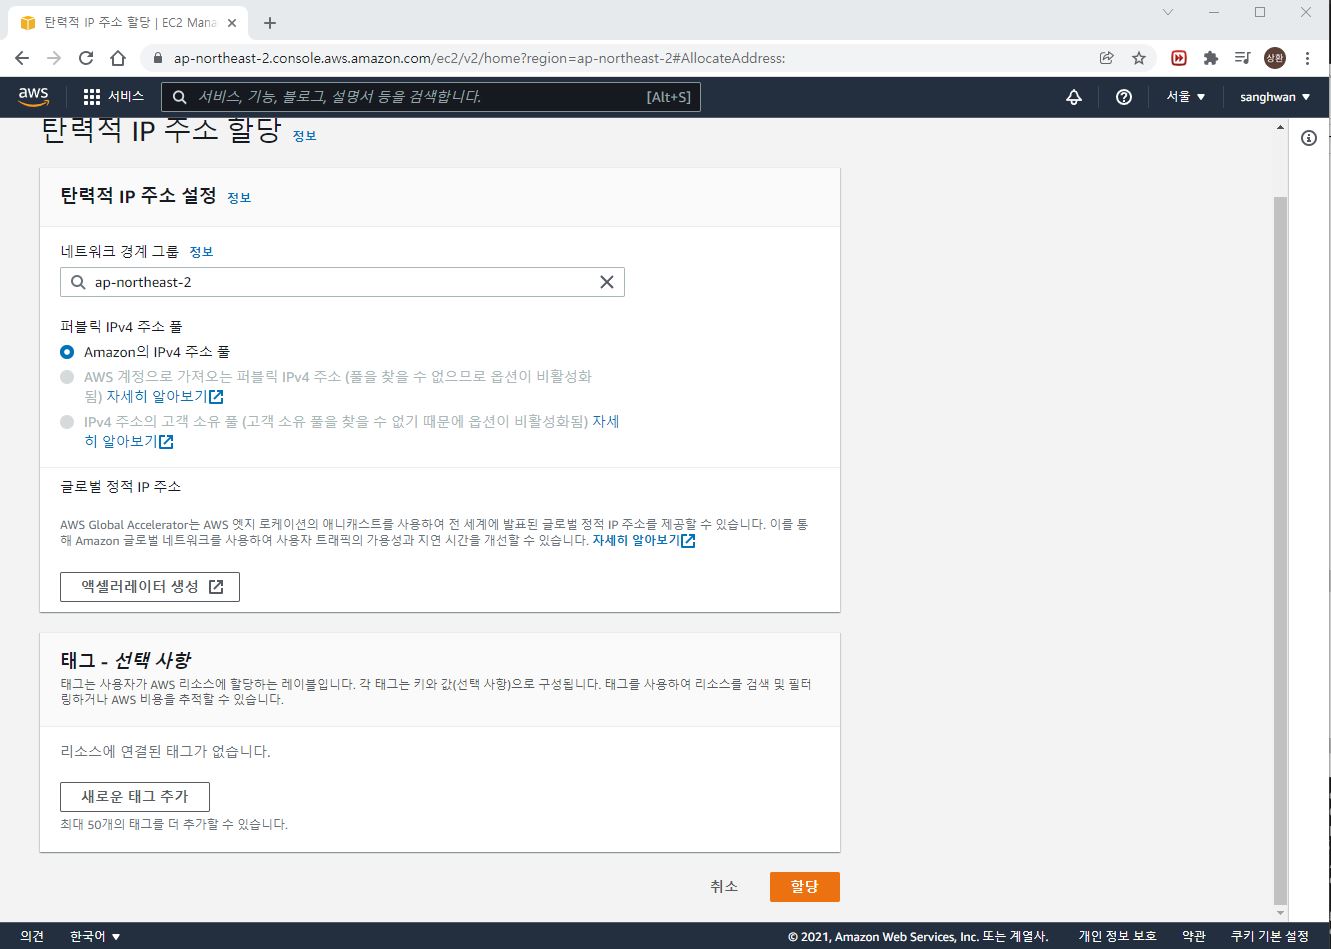 탄력적 IP 주소 할당 | EC2 Mana
ap-northeast-2.console.aws.amazon.com/ec2/v2/home?region=ap-northeast-2#AllocateAddress:
상환
aws 서비스 서비스, 기능, 블로그, 설명서 등을 검색합니다. [Alt+S] 서울 ▼ sanghwan ▼
탄력적 IP 주소 할당 정보
탄력적 IP 주소 설정 정보
네트워크 경계 그룹 정보
ap-northeast-2
퍼블릭 IPv4 주소 풀
Amazon의 IPv4 주소 풀
AWS 계정으로 가져오는 퍼블릭 IPv4 주소 (풀을 찾을 수 없으므로 옵션이 비활성화
됨) 자세히 알아보기
IPv4 주소의 고객 소유 풀 (고객 소유 풀을 찾을 수 없기 때문에 옵션이 비활성화됨) 자세
히 알아보기
글로벌 정적 IP 주소
AWS Global Accelerator는 AWS 엣지 로케이션의 애니캐스트를 사용하여 전 세계에 발표된 글로벌 정적 IP 주소를 제공할 수 있습니다. 이를 통
해 Amazon 글로벌 네트워크를 사용하여 사용자 트래픽의 가용성과 지연 시간을 개선할 수 있습니다. 자세히 알아보기
액셀러레이터 생성
태그 - 선택 사항
태그는 사용자가 AWS 리소스에 할당하는 레이블입니다. 각 태그는 키와 값(선택 사항)으로 구성됩니다. 태그를 사용하여 리소스를 검색 및 필터
링하거나 AWS 비용을 추적할 수 있습니다.
리소스에 연결된 태그가 없습니다.
새로운 태그 추가
최대 50개의 태그를 더 추가할 수 있습니다.
취소 할당
의견 한국어 ▼ © 2021, Amazon Web Services, Inc. 또는 계열사. 개인 정보 보호 약관 쿠키 기본 설정